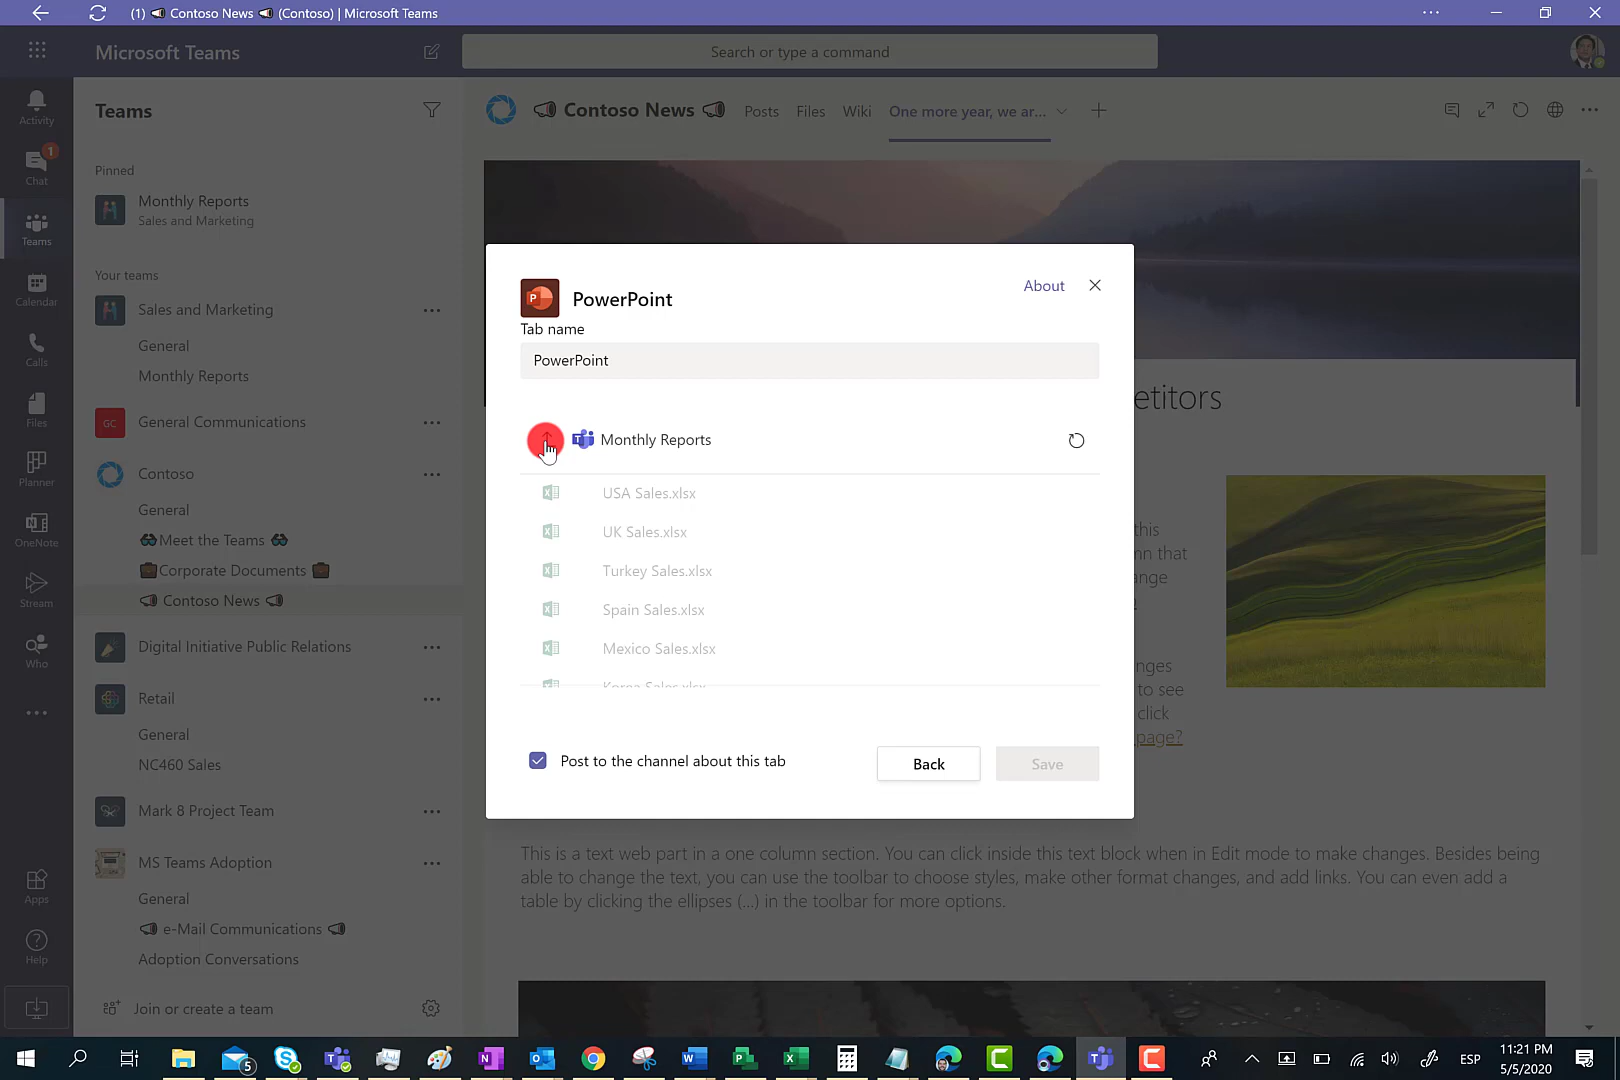 (1) Contoso News (Contoso) | Microsoft Teams
Microsoft Teams
Search or type a command
Activity
Chat
1
Teams
Calendar
Calls
Files
Planner
OneNote
Stream
Who
Apps
Help
Teams
Pinned
Monthly Reports
Sales and Marketing
Your teams
Sales and Marketing
General
Monthly Reports
GC General Communications
Contoso
General
Meet the Teams
Corporate Documents
Contoso News
Digital Initiative Public Relations
Retail
General
NC460 Sales
Mark 8 Project Team
MS Teams Adoption
General
e-Mail Communications
Adoption Conversations
Join or create a team
Contoso News Posts Files Wiki One more year, we ar...
etitors
this
n that
ange
nges
to see
click
page?
PowerPoint
About
Tab name
PowerPoint
Monthly Reports
USA Sales.xlsx
UK Sales.xlsx
Turkey Sales.xlsx
Spain Sales.xlsx
Mexico Sales.xlsx
Korea Sales.xlsx
Post to the channel about this tab
Back
Save
This is a text web part in a one column section. You can click inside this text block when in Edit mode to make changes. Besides being
able to change the text, you can use the toolbar to choose styles, make other format changes, and add links. You can even add a
table by clicking the ellipses (...) in the toolbar for more options.
5
ESP
11:21 PM
5/5/2020